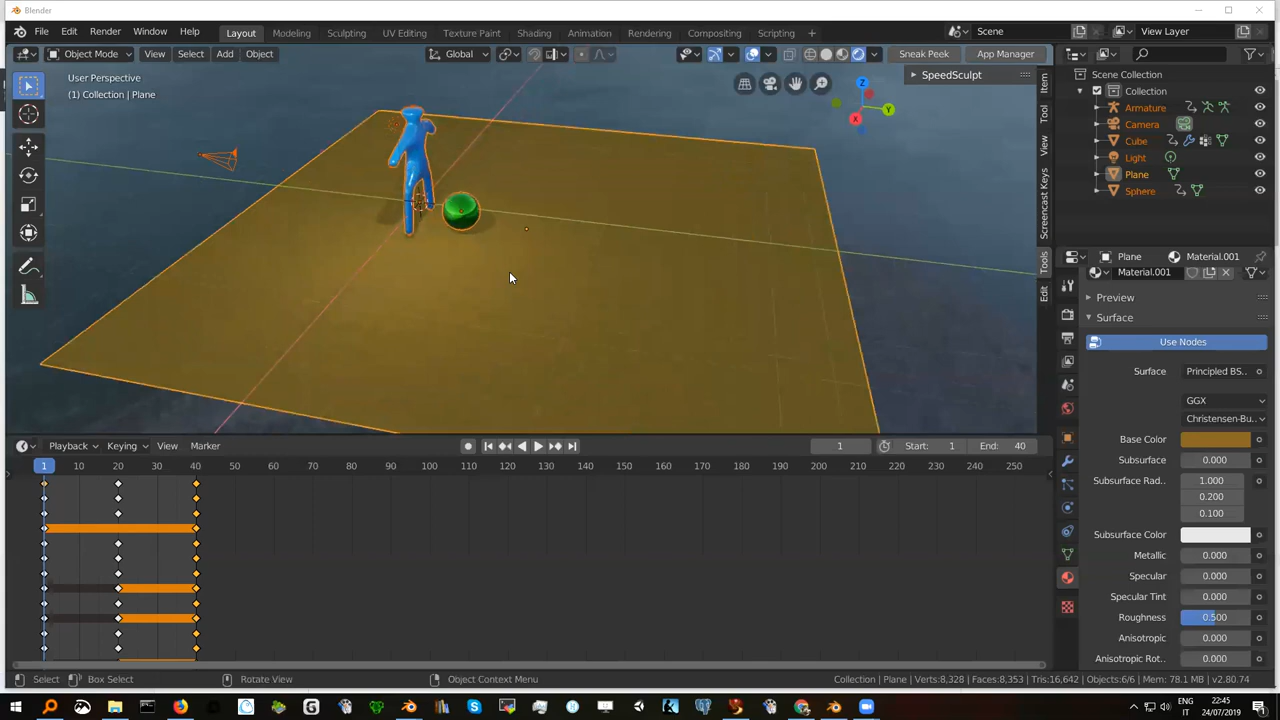 Blender
File Edit Render Window Help Layout Modeling Sculpting UV Editing Texture Paint Shading Animation Rendering Compositing Scripting + Scene View Layer
Object Mode View Select Add Object Global Sneak Peek App Manager
User Perspective
(1) Collection | Plane
SpeedSculpt
Z
Y
X
Item
Tool
View
Screencast Keys
Tools
Edit
Scene Collection
Collection
Armature
Camera
Cube
Light
Plane
Sphere
Plane Material.001
Material.001
Preview
Surface
Use Nodes
Surface Principled BS..
GGX
Christensen-Bu..
Base Color
Subsurface 0.000
Subsurface Rad.. 1.000
0.200
0.100
Subsurface Color
Metallic 0.000
Specular 0.000
Specular Tint 0.000
Roughness 0.500
Anisotropic 0.000
Anisotropic Rot.. 0.000
Playback Keying View Marker 1 Start: 1 End: 40
1 10 20 30 40 50 60 70 80 90 100 110 120 130 140 150 160 170 180 190 200 210 220 230 240 250
Select Box Select Rotate View Object Context Menu Collection | Plane | Verts:8,328 | Faces:8,353 | Tris:16,642 | Objects:6/6 | Mem: 78.1 MB | v2.80.74
ENG
IT
22:45
24/07/2019